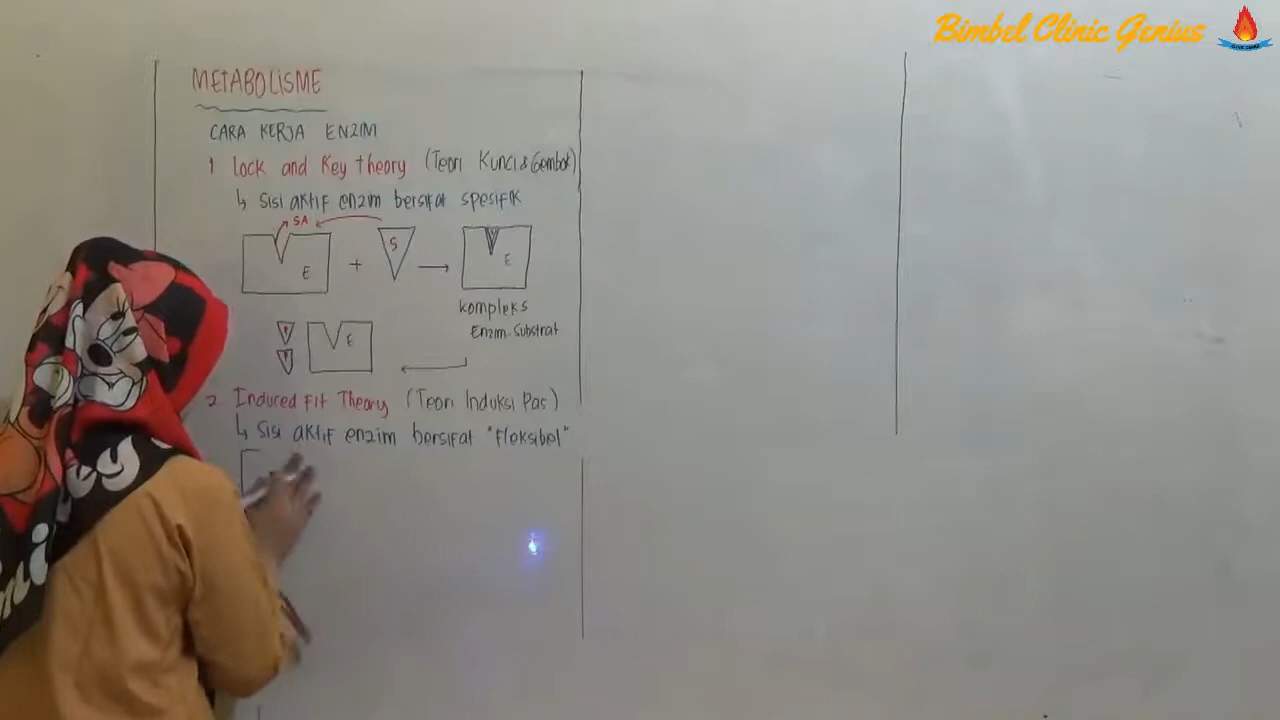 Bimbel Clinic Genius
METABOLISME
CARA KERJA ENZIM
1 Lock and Key theory (Teori Kunci & Gembok)
↳ Sisi aktif enzim bersifat spesifik
SA
E + S → E
kompleks
Enzim-Substrat
E
2 Induced Fit Theory (Teori Induksi Pas)
↳ Sisi aktif enzim bersifat "fleksibel"